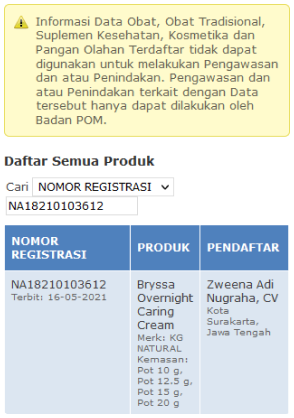 Informasi Data Obat, Obat Tradisional,
Suplemen Kesehatan, Kosmetika dan
Pangan Olahan Terdaftar tidak dapat
digunakan untuk melakukan Pengawasan
dan atau Penindakan. Pengawasan dan
atau Penindakan terkait dengan Data
tersebut hanya dapat dilakukan oleh
Badan POM.
Daftar Semua Produk
Cari NOMOR REGISTRASI
NA18210103612
NOMOR
REGISTRASI
PRODUK
PENDAFTAR
NA18210103612
Terbit: 16-05-2021
Bryssa
Overnight
Caring
Cream
Merk: KG
NATURAL
Kemasan:
Pot 10 g,
Pot 12.5 g,
Pot 15 g,
Pot 20 g
Zweena Adi
Nugraha, CV
Kota
Surakarta,
Jawa Tengah